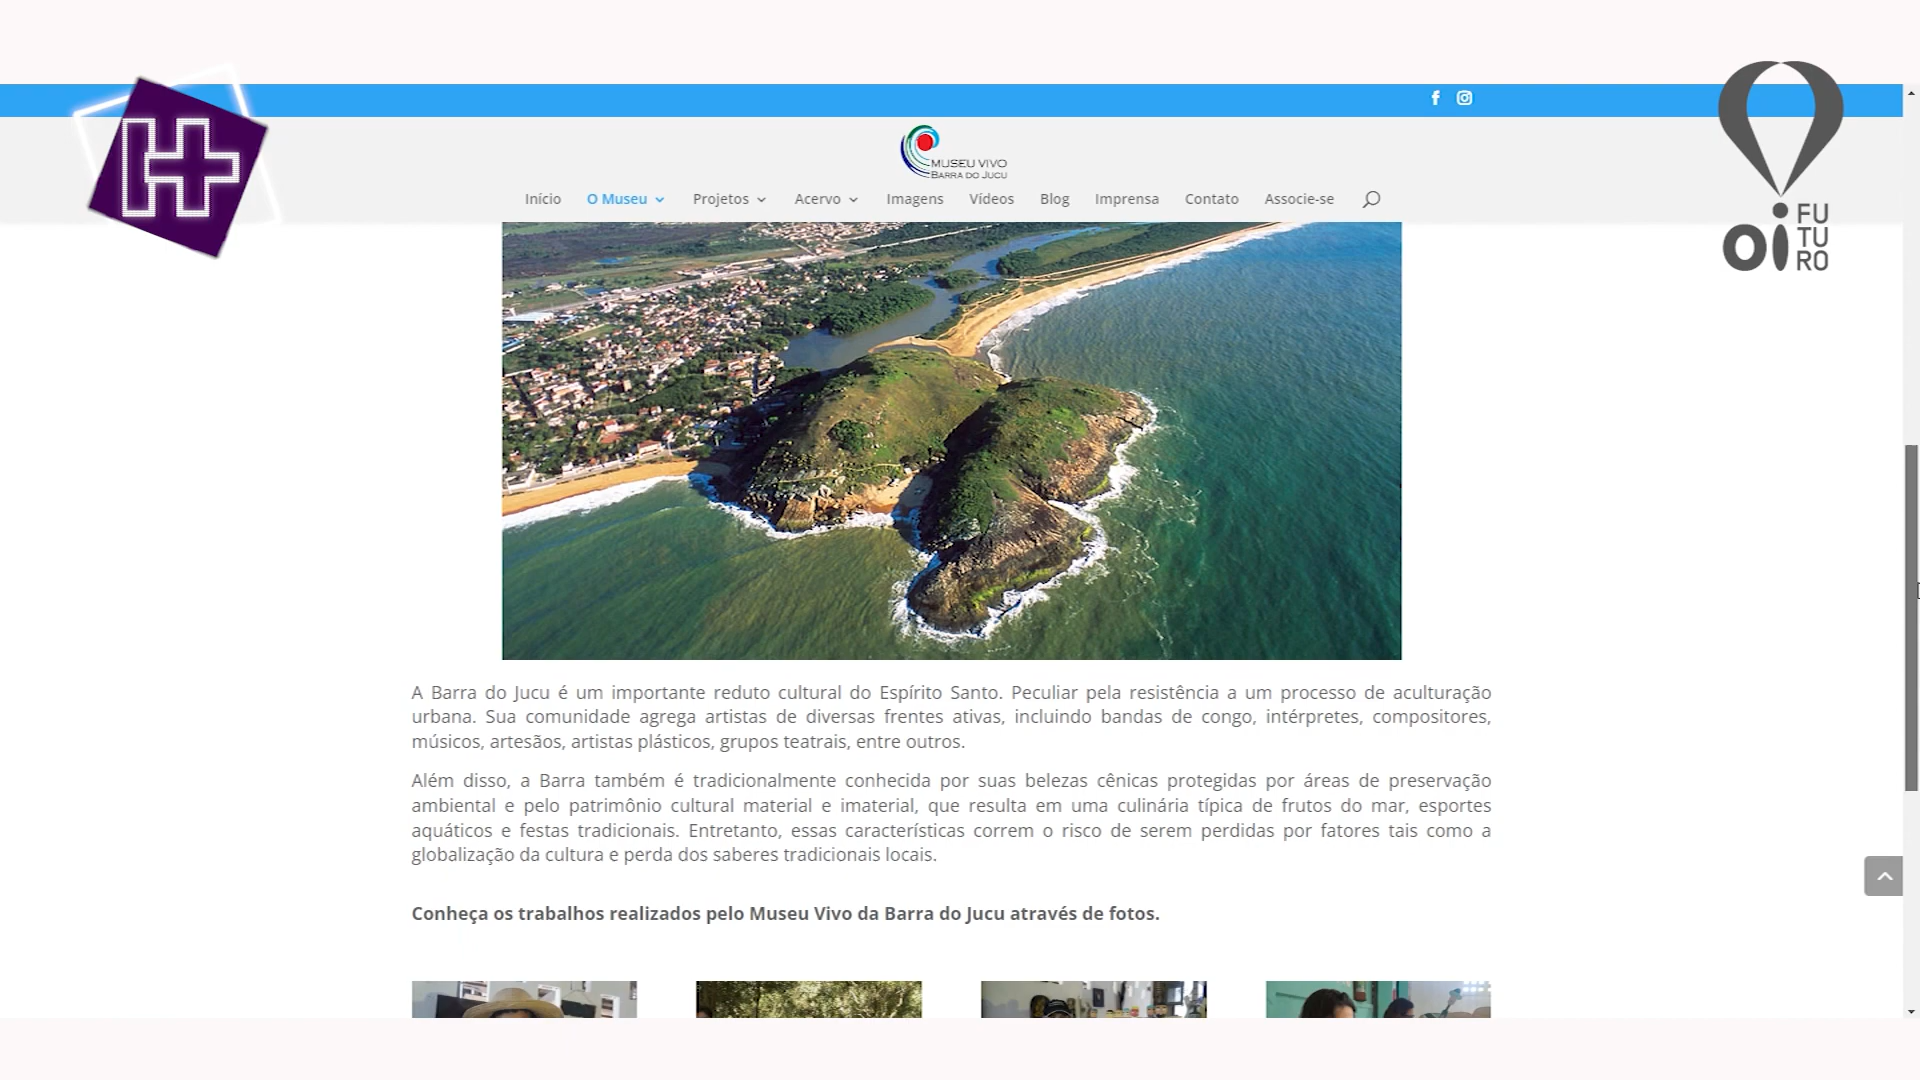 H+
MUSEU VIVO
BARRA DO JUCU
Início O Museu Projetos Acervo Imagens Vídeos Blog Imprensa Contato Associe-se
oi FU
TU
RO
A Barra do Jucu é um importante reduto cultural do Espírito Santo. Peculiar pela resistência a um processo de aculturação
urbana. Sua comunidade agrega artistas de diversas frentes ativas, incluindo bandas de congo, intérpretes, compositores,
músicos, artesãos, artistas plásticos, grupos teatrais, entre outros.
Além disso, a Barra também é tradicionalmente conhecida por suas belezas cênicas protegidas por áreas de preservação
ambiental e pelo patrimônio cultural material e imaterial, que resulta em uma culinária típica de frutos do mar, esportes
aquáticos e festas tradicionais. Entretanto, essas características correm o risco de serem perdidas por fatores tais como a
globalização da cultura e perda dos saberes tradicionais locais.
Conheça os trabalhos realizados pelo Museu Vivo da Barra do Jucu através de fotos.